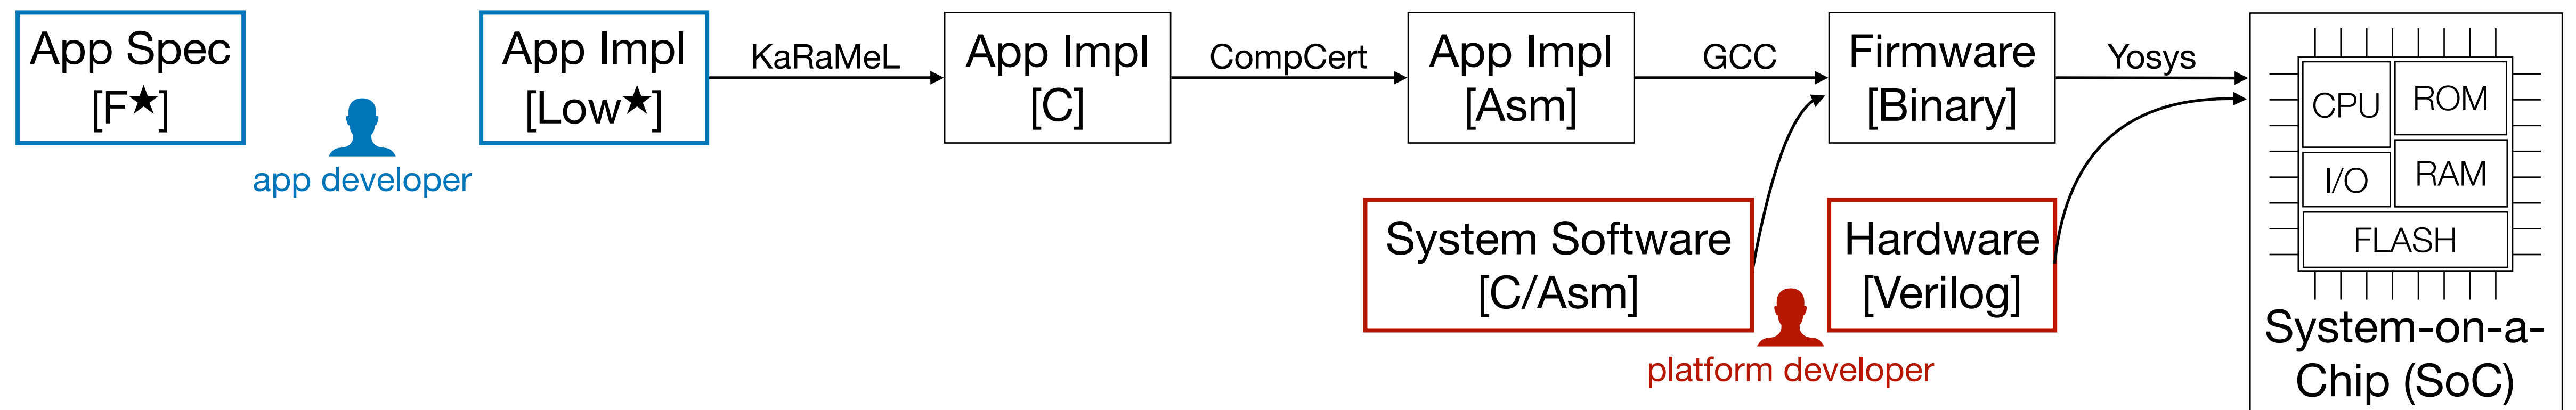 App Spec
[F★]
app developer
App Impl
[Low★]
KaRaMeL
App Impl
[C]
CompCert
App Impl
[Asm]
GCC
Firmware
[Binary]
Yosys
System Software
[C/Asm]
platform developer
Hardware
[Verilog]
CPU
ROM
I/O
RAM
FLASH
System-on-a-
Chip (SoC)